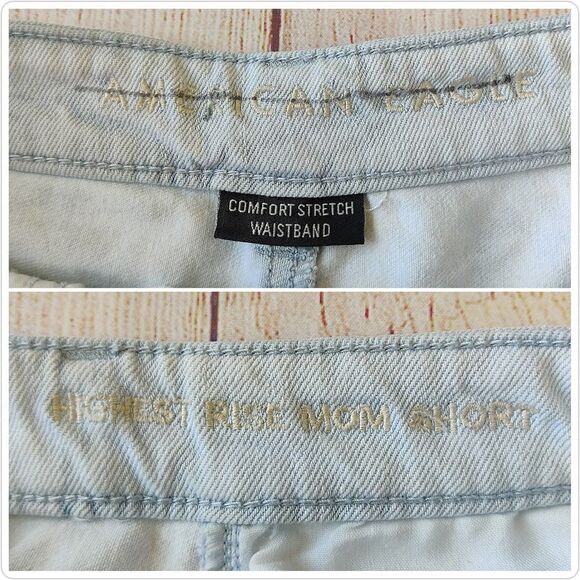 AMERICAN EAGLE
COMFORT STRETCH
WAISTBAND
HIGHEST RISE MOM SHORT